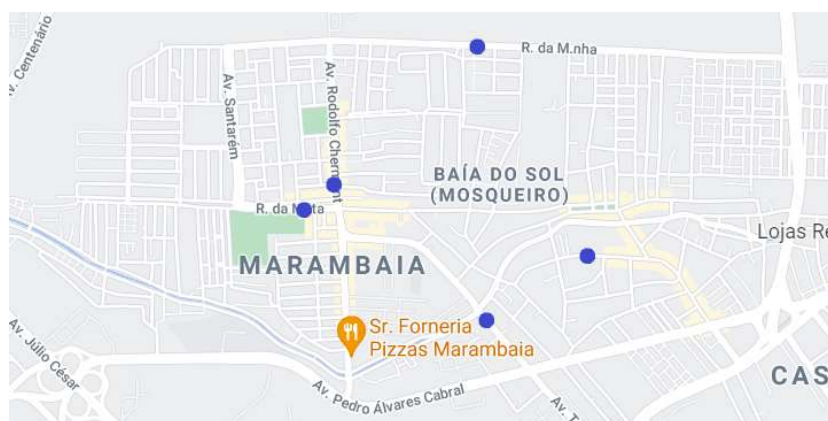 Av. Centenário
Av. Santarém
Av. Rodolfo Chermont
R. da M.nha
BAÍA DO SOL
(MOSQUEIRO)
R. da Mata
MARAMBAIA
Lojas Re
Sr. Forneria
Pizzas Marambaia
Av. Júlio César
Av. Pedro Álvares Cabral
CAS
Av. T